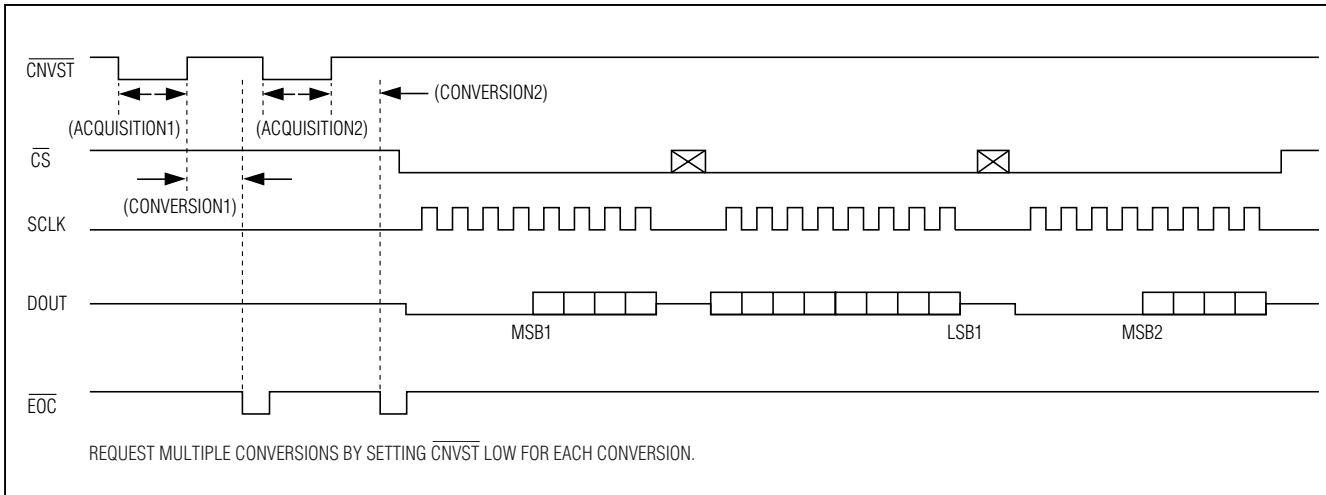 CNVST
(CONVERSION2)
(ACQUISITION1)
(ACQUISITION2)
CS
(CONVERSION1)
SCLK
DOUT
MSB1
LSB1
MSB2
EOC
REQUEST MULTIPLE CONVERSIONS BY SETTING CNVST LOW FOR EACH CONVERSION.